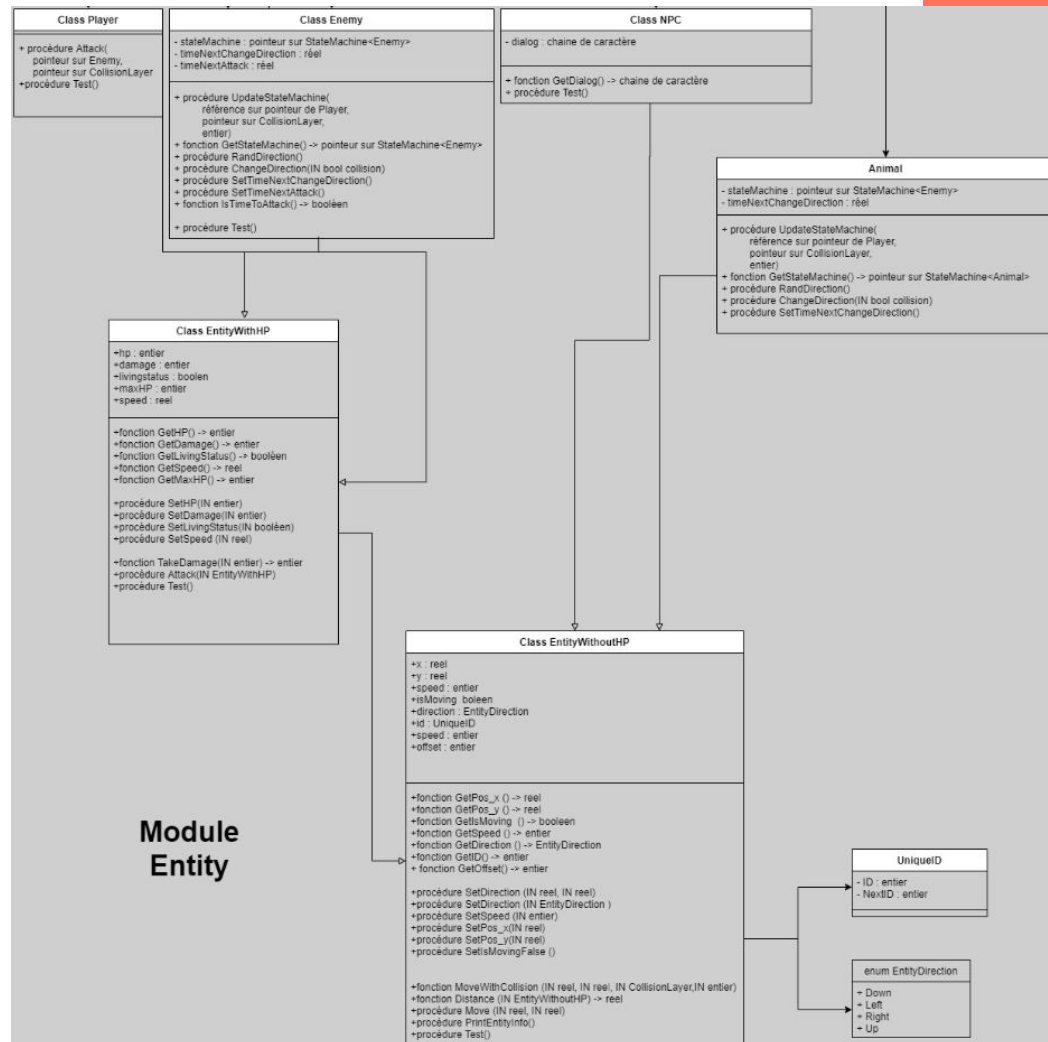 Class Player
+ procédure Attack(
pointeur sur Enemy,
pointeur sur CollisionLayer
+procédure Test()
Class Enemy
- stateMachine : pointeur sur StateMachine<Enemy>
- timeNextChangeDirection : réel
- timeNextAttack : réel
+ procédure UpdateStateMachine(
référence sur pointeur de Player,
pointeur sur CollisionLayer,
entier)
+ fonction GetStateMachine() -> pointeur sur StateMachine<Enemy>
+ procédure RandDirection()
+ procédure ChangeDirection(IN bool collision)
+ procédure SetTimeNextChangeDirection()
+ procédure SetTimeNextAttack()
+ fonction IsTimeToAttack() -> booléen
+ procédure Test()
Class NPC
- dialog : chaine de caractère
+ fonction GetDialog() -> chaine de caractère
+ procédure Test()
Animal
- stateMachine : pointeur sur StateMachine<Enemy>
- timeNextChangeDirection : réel
+ procédure UpdateStateMachine(
référence sur pointeur de Player,
pointeur sur CollisionLayer,
entier)
+ fonction GetStateMachine() -> pointeur sur StateMachine<Animal>
+ procédure RandDirection()
+ procédure ChangeDirection(IN bool collision)
+ procédure SetTimeNextChangeDirection()
Class EntityWithHP
+hp : entier
+damage : entier
+livingstatus : boolen
+maxHP : entier
+speed : reel
+fonction GetHP() -> entier
+fonction GetDamage() -> entier
+fonction GetLivingStatus() -> booléen
+fonction GetSpeed() -> reel
+fonction GetMaxHP() -> entier
+procédure SetHP(IN entier)
+procédure SetDamage(IN entier)
+procédure SetLivingStatus(IN booléen)
+procédure SetSpeed (IN reel)
+fonction TakeDamage(IN entier) -> entier
+procédure Attack(IN EntityWithHP)
+procédure Test()
Class EntityWithoutHP
+x : reel
+y : reel
+speed : entier
+isMoving boleen
+direction : EntityDirection
+id : UniqueID
+speed : entier
+offset : entier
+fonction GetPos_x () -> reel
+fonction GetPos_y () -> reel
+fonction GetIsMoving () -> booleen
+fonction GetSpeed () -> entier
+fonction GetDirection () -> EntityDirection
+fonction GetID() -> entier
+ fonction GetOffset() -> entier
+procédure SetDirection (IN reel, IN reel)
+procédure SetDirection (IN EntityDirection )
+procédure SetSpeed (IN entier)
+procédure SetPos_x(IN reel)
+procédure SetPos_y(IN reel)
+procédure SetIsMovingFalse ()
+fonction MoveWithCollision (IN reel, IN reel, IN CollisionLayer,IN entier)
+fonction Distance (IN EntityWithoutHP) -> reel
+procédure Move (IN reel, IN reel)
+procédure PrintEntityInfo()
+procédure Test()
Module
Entity
UniqueID
- ID : entier
- NextID : entier
enum EntityDirection
+ Down
+ Left
+ Right
+ Up